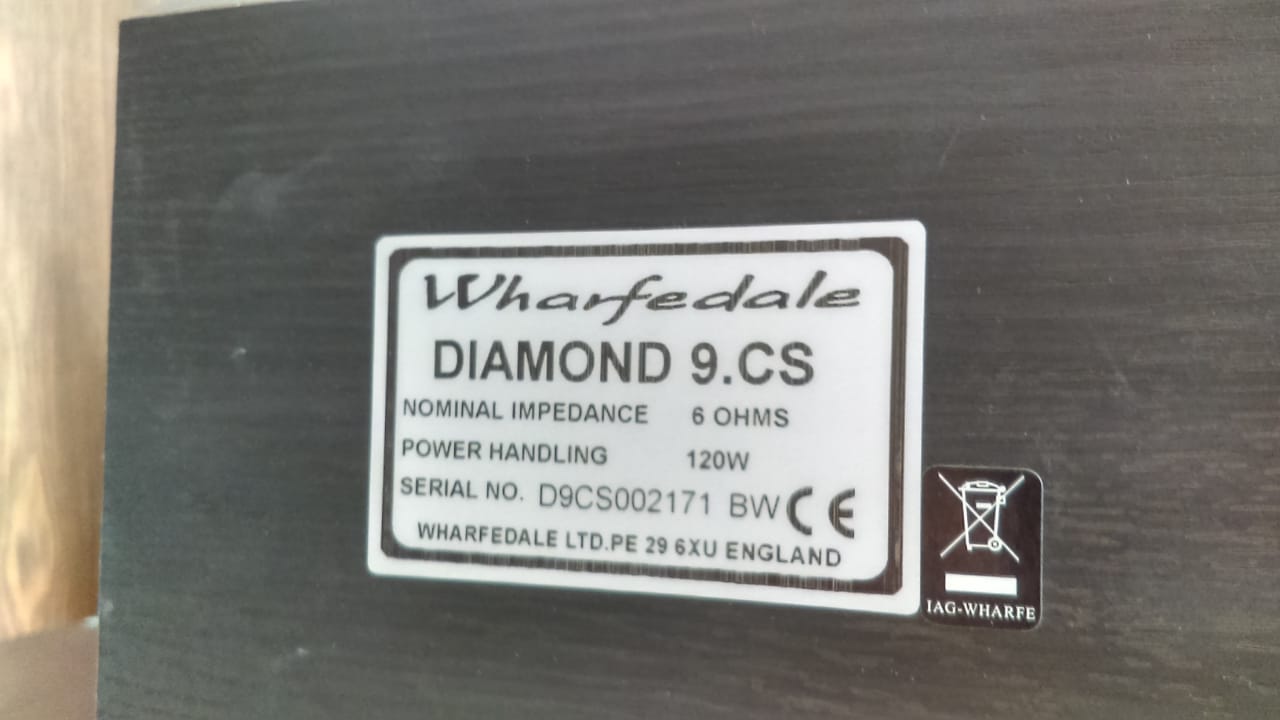 Wharfedale
DIAMOND 9.CS
NOMINAL IMPEDANCE 6 OHMS
POWER HANDLING 120W
SERIAL NO. D9CS002171 BW CE
WHARFEDALE LTD.PE 29 6XU ENGLAND
IAG-WHARFE